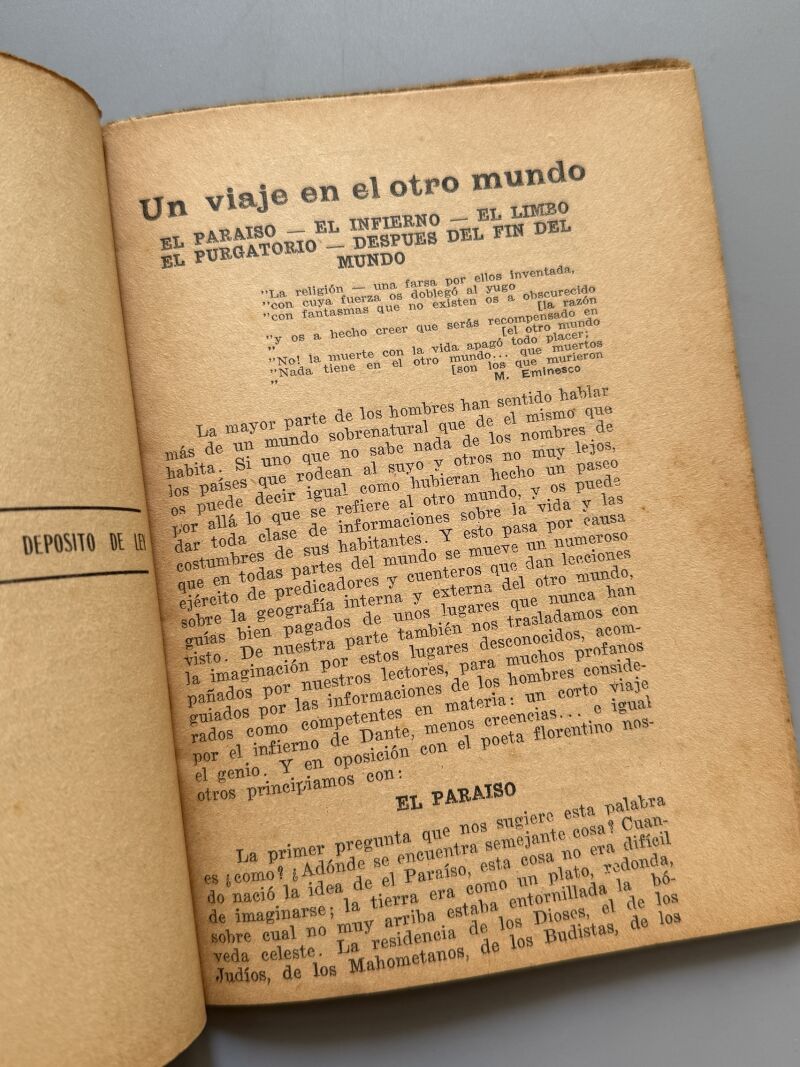 DEPOSITO DE LEY
Un viaje en el otro mundo
EL PARAISO — EL INFIERNO — EL LIMBO
EL PURGATORIO — DESPUES DEL FIN DEL
MUNDO
"La religión — una farsa por ellos inventada,
"con cuya fuerza os doblegó al yugo
"con fantasmas que no existen os a obscurecido
[la razón
"y os a hecho creer que serás recompensado en
" [el otro mundo
"No! la muerte con la vida apagó todo placer;
"Nada tiene en el otro mundo... que muertos
" [son los que murieron
M. Eminesco
La mayor parte de los hombres han sentido hablar
más de un mundo sobrenatural que de el mismo que
habita. Si uno que no sabe nada de los nombres de
los países que rodean al suyo y otros no muy lejos,
os puede decir igual como hubieran hecho un paseo
por allá lo que se refiere al otro mundo, y os puede
dar toda clase de informaciones sobre la vida y las
costumbres de sus habitantes. Y esto pasa por causa
que en todas partes del mundo se mueve un numeroso
ejército de predicadores y cuenteros que dan lecciones
sobre la geografía interna y externa del otro mundo,
guías bien pagados de unos lugares que nunca han
visto. De nuestra parte también nos trasladamos con
la imaginación por estos lugares desconocidos, acom-
pañados por nuestros lectores, para muchos profanos
guiados por las informaciones de los hombres conside-
rados como competentes en materia: un corto viaje
por el infierno de Dante, menos creencias... e igual
el genio. Y en oposición con el poeta florentino nos-
otros principiamos con:
EL PARAISO
La primer pregunta que nos sugiere esta palabra
es ¿como? ¿Adónde se encuentra semejante cosa? Cuan-
do nació la idea de el Paraíso, esta cosa no era difícil
de imaginarse; la tierra era como un plato, redonda,
sobre cual no muy arriba estaba entornillada la bó-
veda celeste. La residencia de los Dioses, el de los
Judíos, de los Mahometanos, de los Budistas, de los